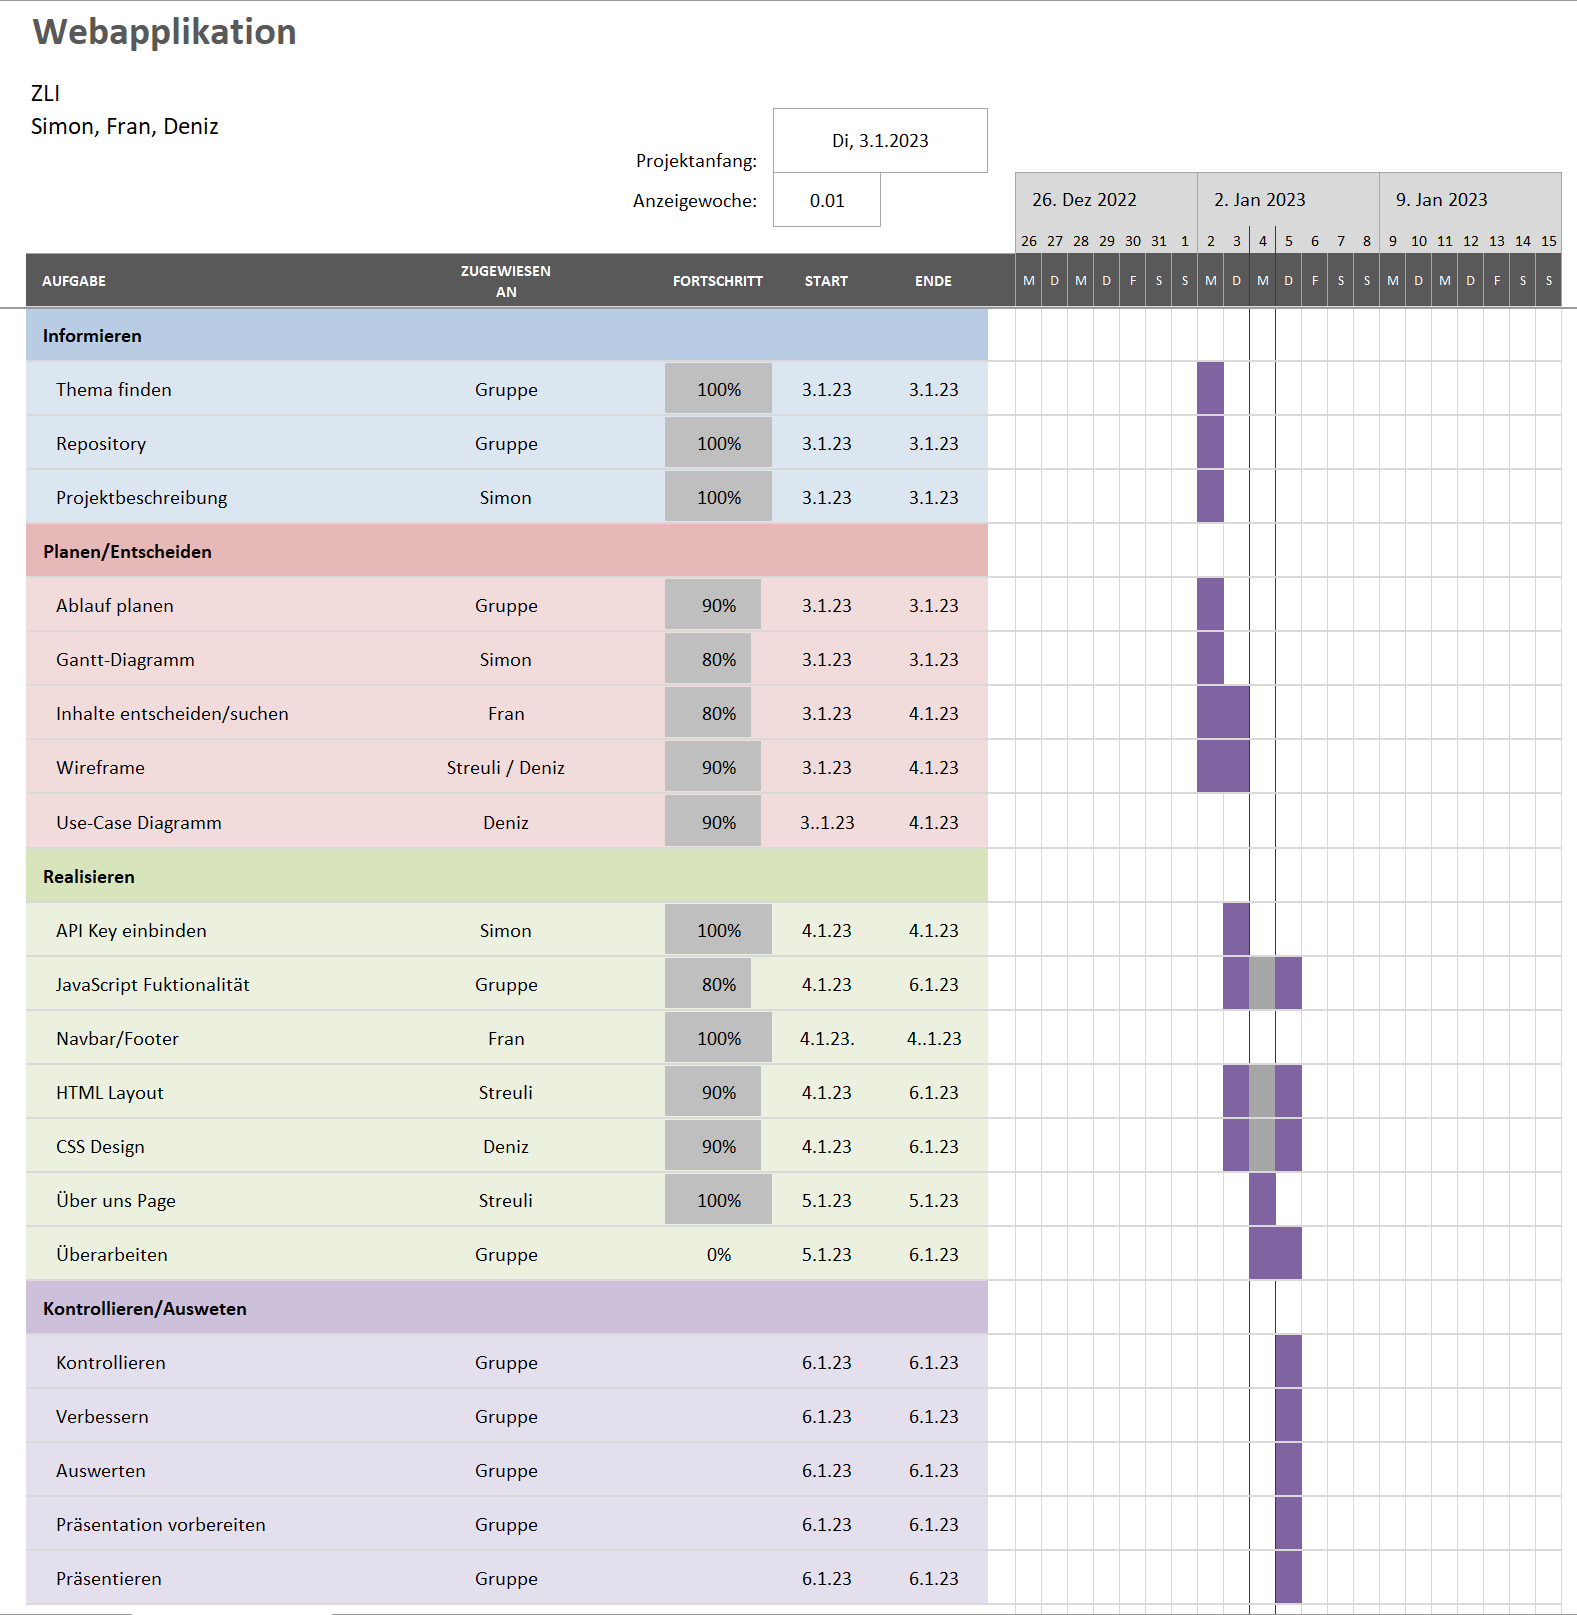 Webapplikation
ZLI
Simon, Fran, Deniz
Projektanfang: Di, 3.1.2023
Anzeigewoche: 0.01
26. Dez 2022 2. Jan 2023 9. Jan 2023
26 27 28 29 30 31 1 2 3 4 5 6 7 8 9 10 11 12 13 14 15
AUFGABE ZUGEWIESEN AN FORTSCHRITT START ENDE M D M D F S S M D M D F S S M D M D F S S
Informieren
Thema finden Gruppe 100% 3.1.23 3.1.23
Repository Gruppe 100% 3.1.23 3.1.23
Projektbeschreibung Simon 100% 3.1.23 3.1.23
Planen/Entscheiden
Ablauf planen Gruppe 90% 3.1.23 3.1.23
Gantt-Diagramm Simon 80% 3.1.23 3.1.23
Inhalte entscheiden/suchen Fran 80% 3.1.23 4.1.23
Wireframe Streuli / Deniz 90% 3.1.23 4.1.23
Use-Case Diagramm Deniz 90% 3..1.23 4.1.23
Realisieren
API Key einbinden Simon 100% 4.1.23 4.1.23
JavaScript Fuktionalität Gruppe 80% 4.1.23 6.1.23
Navbar/Footer Fran 100% 4.1.23. 4..1.23
HTML Layout Streuli 90% 4.1.23 6.1.23
CSS Design Deniz 90% 4.1.23 6.1.23
Über uns Page Streuli 100% 5.1.23 5.1.23
Überarbeiten Gruppe 0% 5.1.23 6.1.23
Kontrollieren/Ausweten
Kontrollieren Gruppe 6.1.23 6.1.23
Verbessern Gruppe 6.1.23 6.1.23
Auswerten Gruppe 6.1.23 6.1.23
Präsentation vorbereiten Gruppe 6.1.23 6.1.23
Präsentieren Gruppe 6.1.23 6.1.23